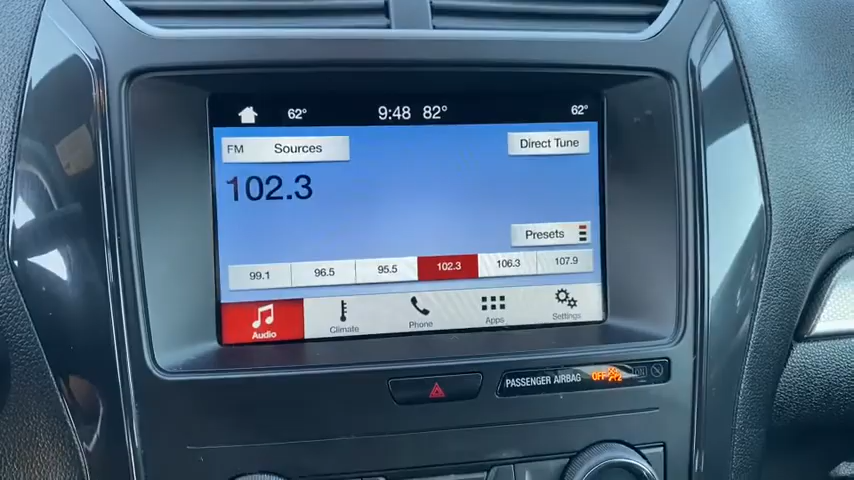 62° 9:48 82° 62°
FM Sources Direct Tune
102.3
Presets
99.1 96.5 95.5 102.3 106.3 107.9
Audio Climate Phone Apps Settings
PASSENGER AIRBAG OFF ON